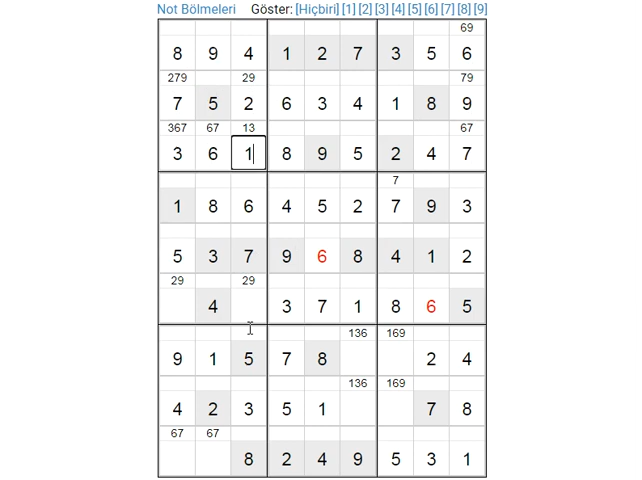 Not Bölmeleri Göster: [Hiçbiri] [1] [2] [3] [4] [5] [6] [7] [8] [9]
69
8 9 4 1 2 7 3 5 6
279 29 79
7 5 2 6 3 4 1 8 9
367 67 13 67
3 6 1 8 9 5 2 4 7
7
1 8 6 4 5 2 7 9 3
5 3 7 9 6 8 4 1 2
29 29
4 3 7 1 8 6 5
136 169
9 1 5 7 8 2 4
136 169
4 2 3 5 1 7 8
67 67
8 2 4 9 5 3 1